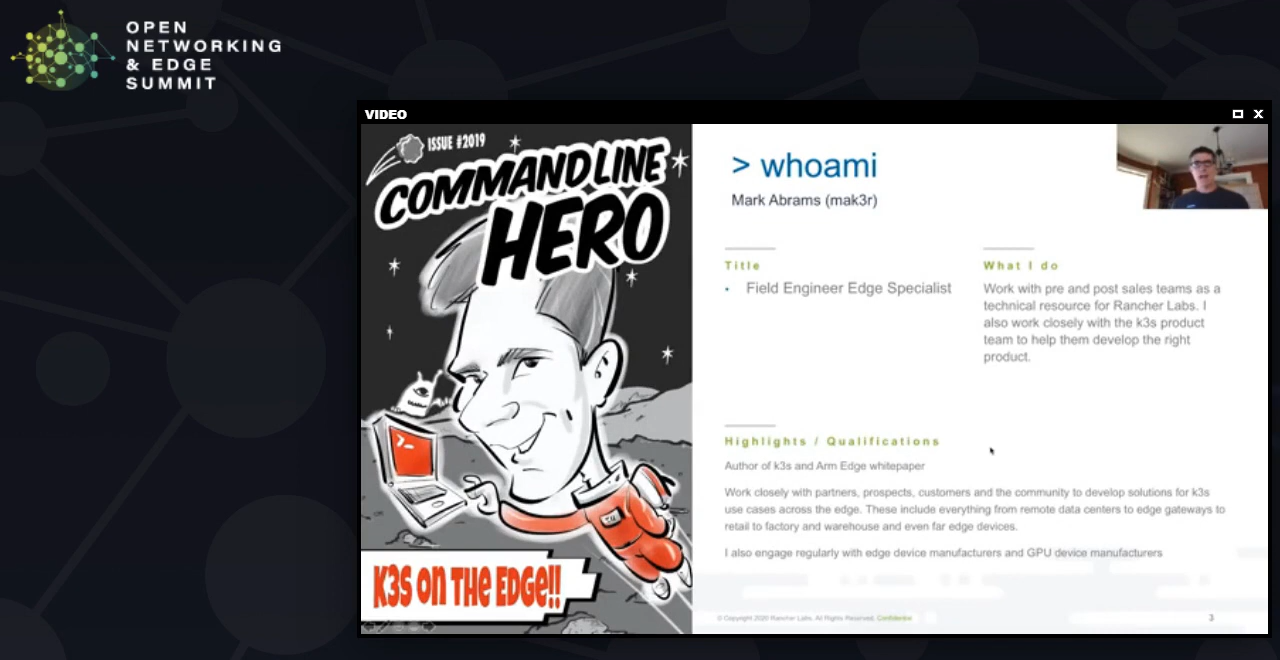 OPEN
NETWORKING
& EDGE
SUMMIT
VIDEO
ISSUE #2019
COMMAND LINE
HERO
K3S ON THE EDGE!!
> whoami
Mark Abrams (mak3r)
Title
• Field Engineer Edge Specialist
What I do
Work with pre and post sales teams as a
technical resource for Rancher Labs. I
also work closely with the k3s product
team to help them develop the right
product.
Highlights / Qualifications
Author of k3s and Arm Edge whitepaper
Work closely with partners, prospects, customers and the community to develop solutions for k3s
use cases across the edge. These include everything from remote data centers to edge gateways to
retail to factory and warehouse and even far edge devices.
I also engage regularly with edge device manufacturers and GPU device manufacturers
© Copyright 2020 Rancher Labs. All Rights Reserved. Confidential
3